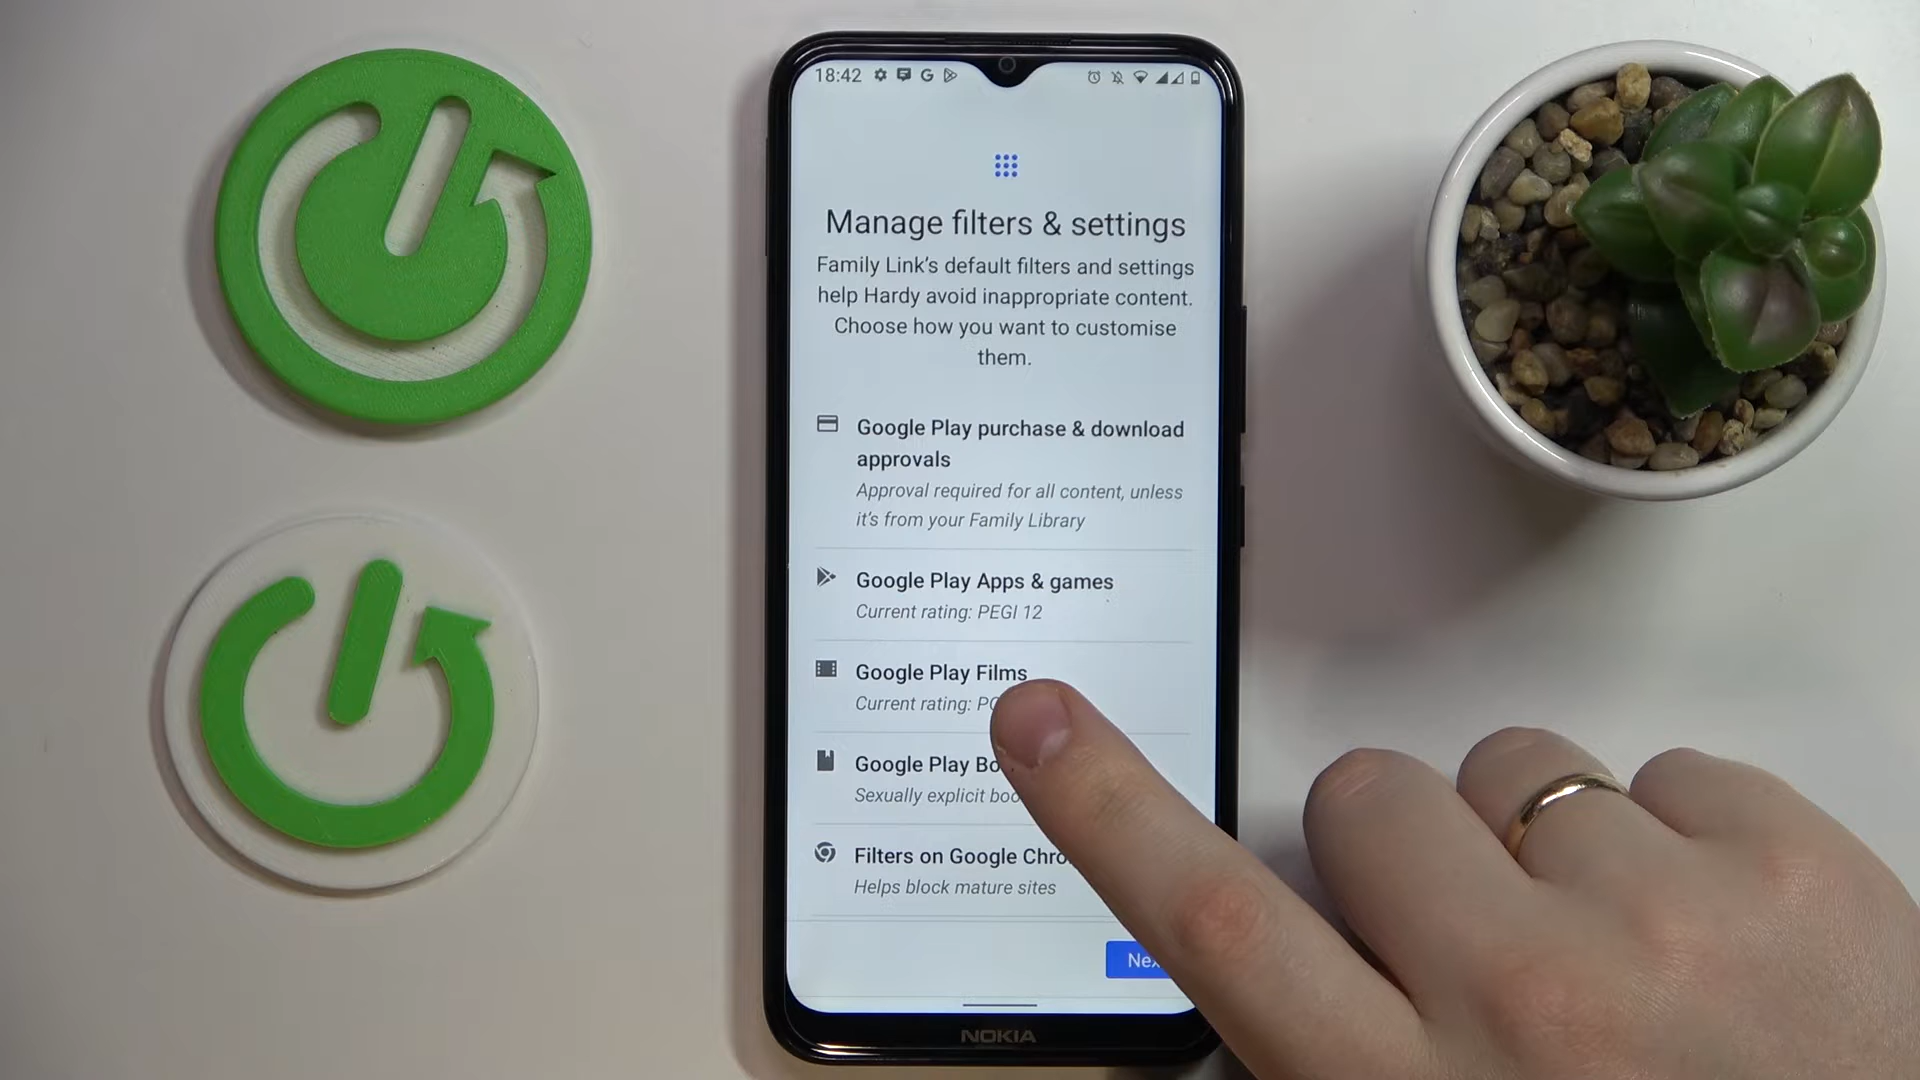 18:42
Manage filters & settings
Family Link's default filters and settings
help Hardy avoid inappropriate content.
Choose how you want to customise
them.
Google Play purchase & download
approvals
Approval required for all content, unless
it's from your Family Library
Google Play Apps & games
Current rating: PEGI 12
Google Play Films
Current rating:
Google Play
Sexually explicit
Filters on Google
Helps block mature sites
NOKIA